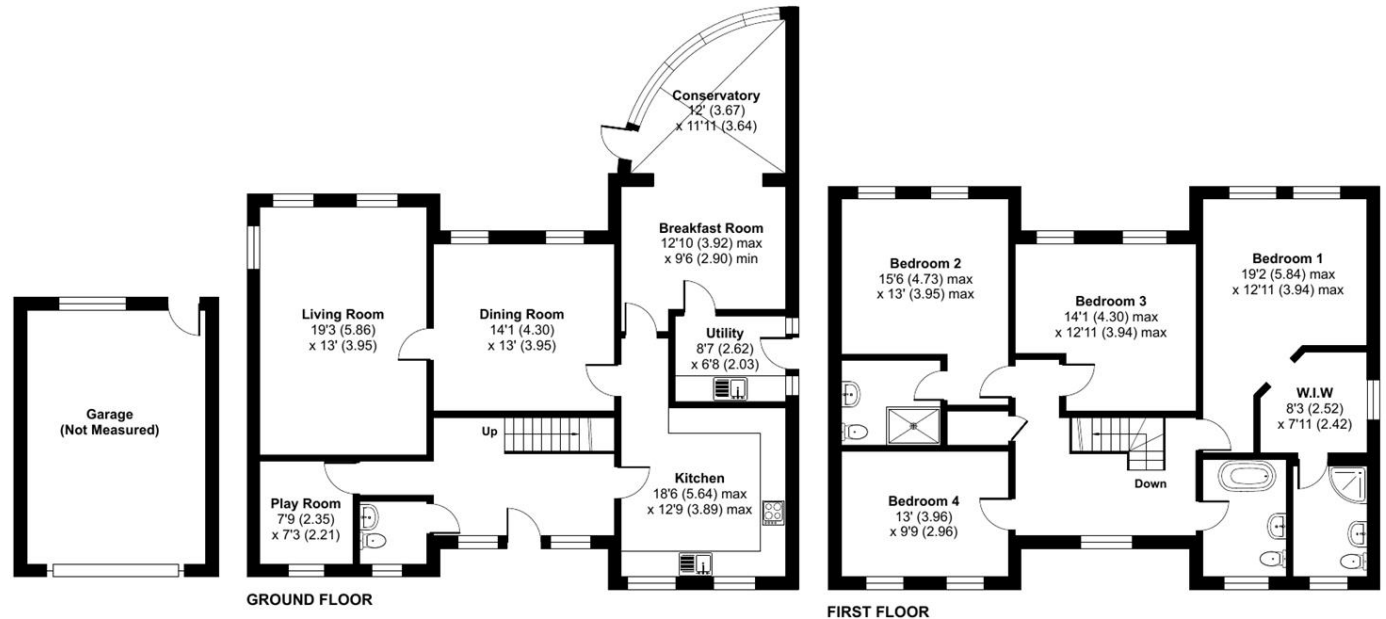 Conservatory
12' (3.67)
x 11'11 (3.64)
Breakfast Room
12'10 (3.92) max
x 9'6 (2.90) min
Living Room
19'3 (5.86)
x 13' (3.95)
Dining Room
14'1 (4.30)
x 13' (3.95)
Utility
8'7 (2.62)
x 6'8 (2.03)
Garage
(Not Measured)
Up
Kitchen
18'6 (5.64) max
x 12'9 (3.89) max
Play Room
7'9 (2.35)
x 7'3 (2.21)
GROUND FLOOR
Bedroom 2
15'6 (4.73) max
x 13' (3.95) max
Bedroom 3
14'1 (4.30) max
x 12'11 (3.94) max
Bedroom 1
19'2 (5.84) max
x 12'11 (3.94) max
W.I.W
8'3 (2.52)
x 7'11 (2.42)
Down
Bedroom 4
13' (3.96)
x 9'9 (2.96)
FIRST FLOOR